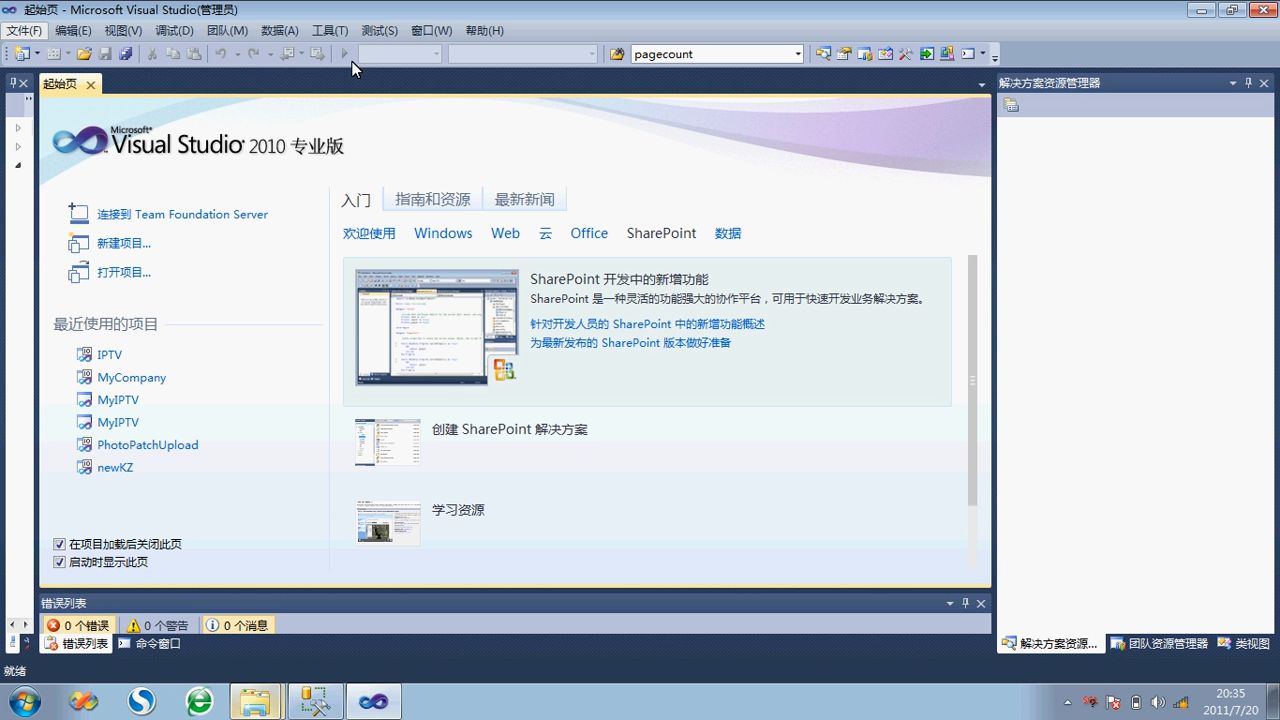 起始页 - Microsoft Visual Studio(管理员)
文件(F) 编辑(E) 视图(V) 调试(D) 团队(M) 数据(A) 工具(T) 测试(S) 窗口(W) 帮助(H)
pagecount
起始页
解决方案资源管理器
Microsoft®
Visual Studio 2010 专业版
连接到 Team Foundation Server
新建项目...
打开项目...
最近使用的项目
IPTV
MyCompany
MyIPTV
MyIPTV
PhotoPatchUpload
newKZ
在项目加载后关闭此页
启动时显示此页
入门 指南和资源 最新新闻
欢迎使用 Windows Web 云 Office SharePoint 数据
SharePoint 开发中的新增功能
SharePoint 是一种灵活的功能强大的协作平台，可用于快速开发业务解决方案。
针对开发人员的 SharePoint 中的新增功能概述
为最新发布的 SharePoint 版本做好准备
创建 SharePoint 解决方案
学习资源
错误列表
0 个错误 0 个警告 0 个消息
错误列表 命令窗口
解决方案资源... 团队资源管理器 类视图
就绪
20:35
2011/7/20